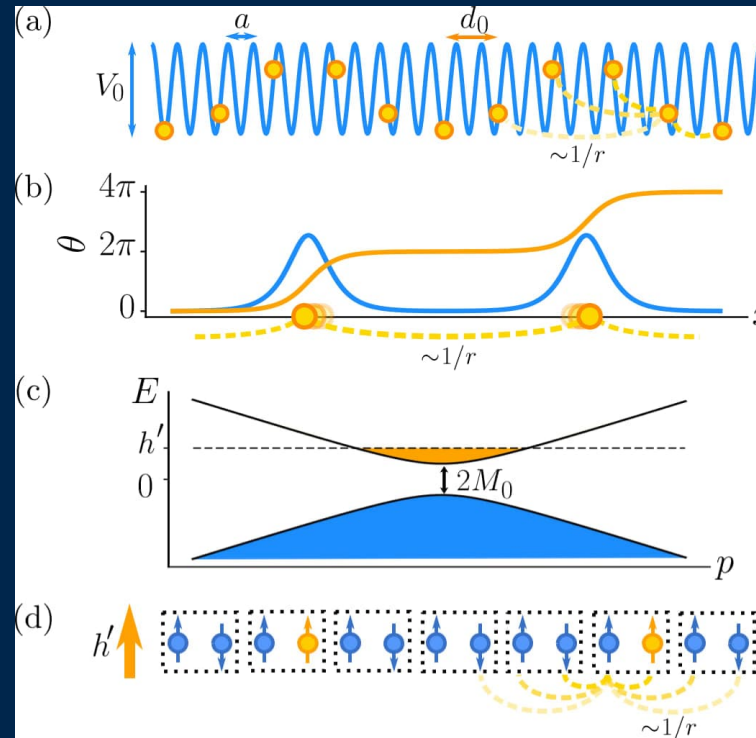 (a)
a
d₀
V₀
~1/r
(b)
4π
θ
2π
0
~1/r
(c)
E
h′
0
2M₀
p
(d)
h′
~1/r